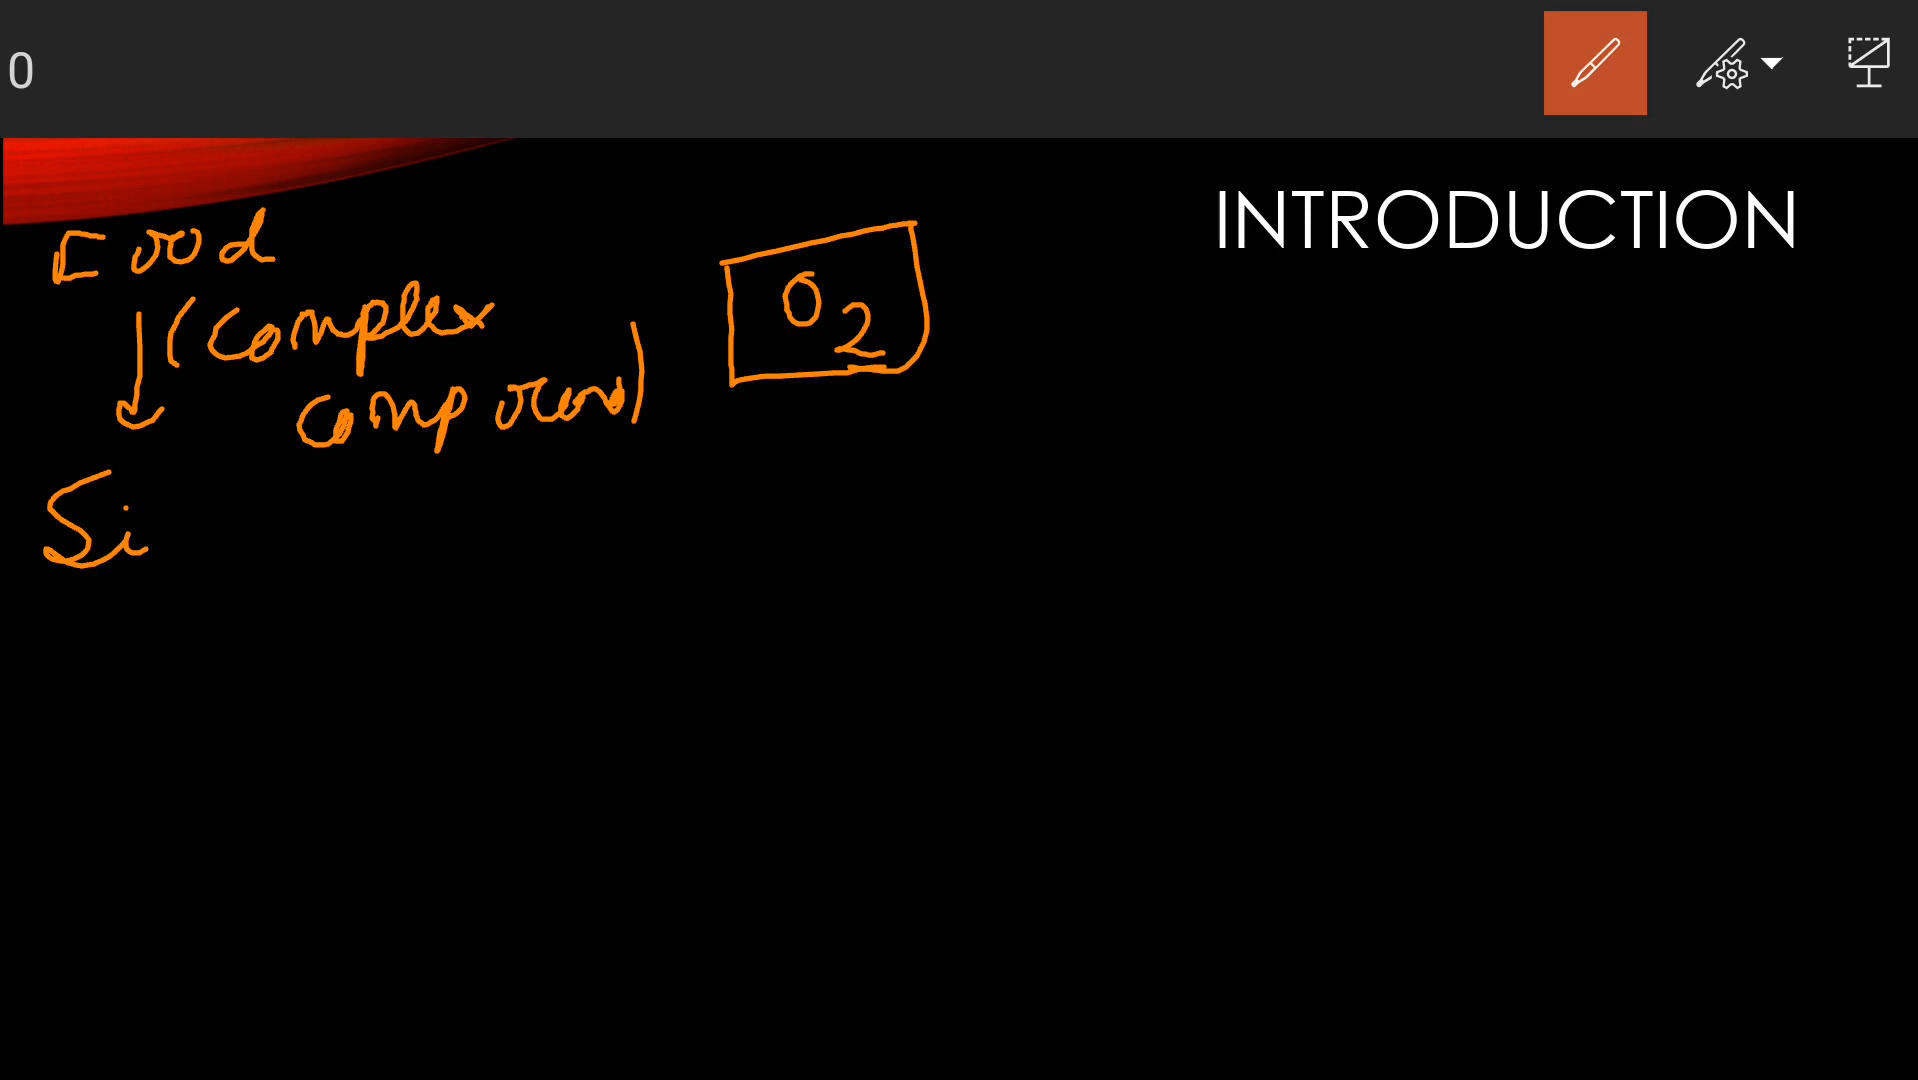 0
INTRODUCTION
Food
(complex
O2
compound)
Si